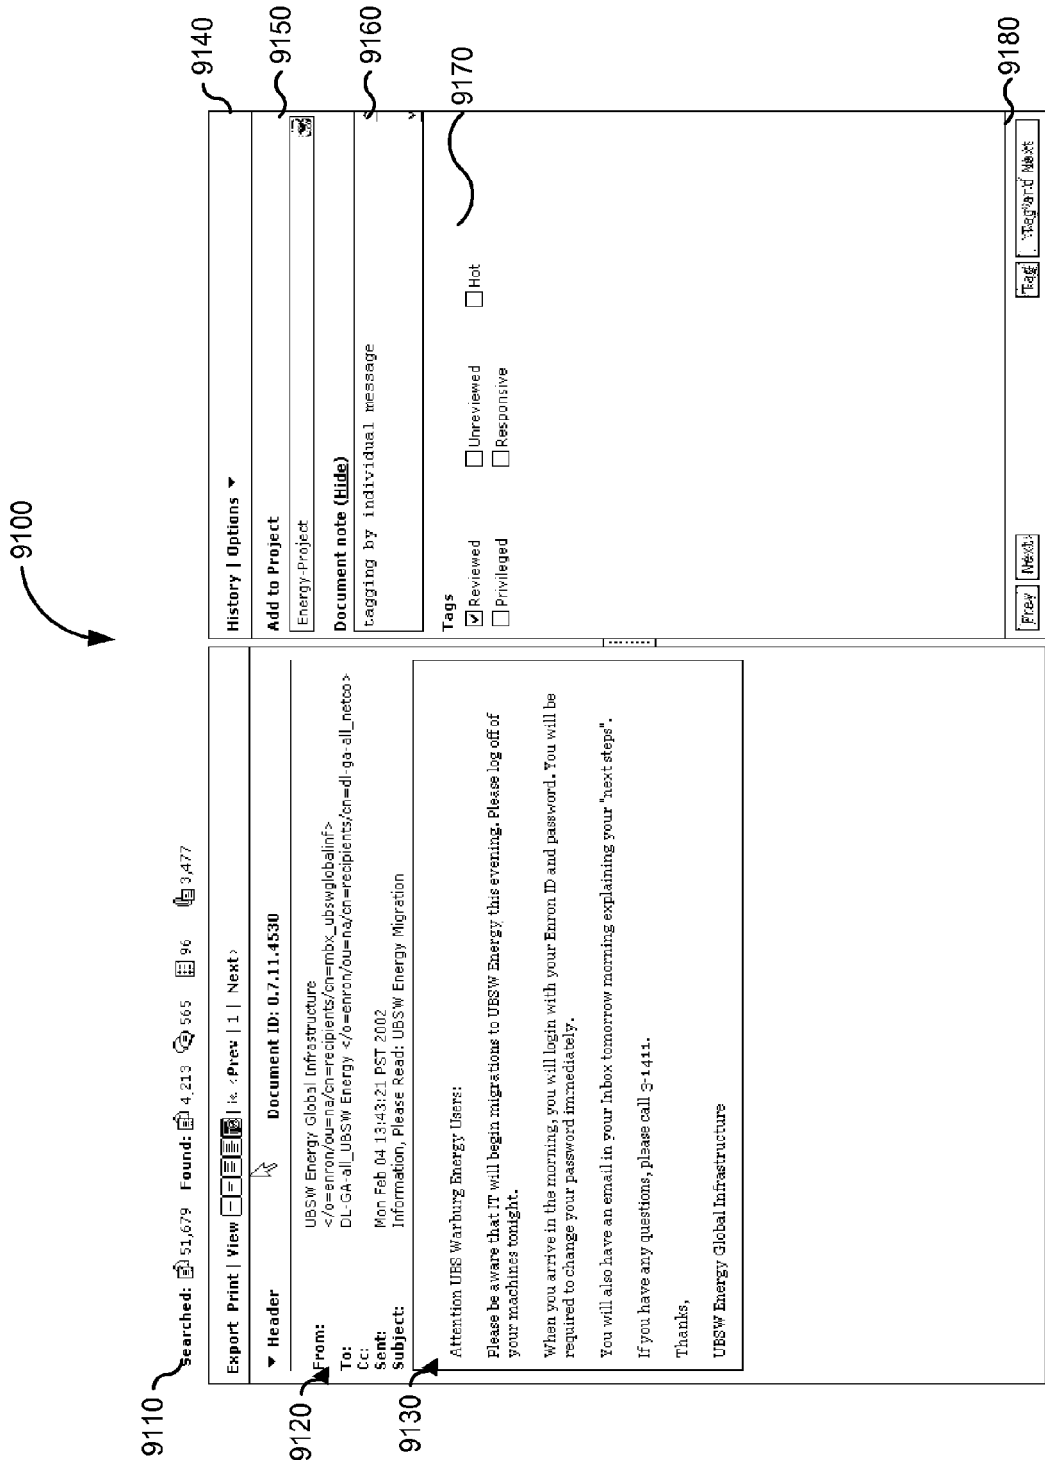 9100
9110
Searched: 51,679 Found: 4,213 565 96 3,477
Export Print | View | < Prev | 1 | Next >
▼ Header Document ID: 0.7.11.4530
9120
From: UBSW Energy Global Infrastructure
</o=enron/ou=na/cn=recipients/cn=mbx_ubswglobalinf>
To: DL-GA-all_UBSW Energy </o=enron/ou=na/cn=recipients/cn=dl-ga-all_netco>
Cc:
Sent: Mon Feb 04 13:43:21 PST 2002
Subject: Information, Please Read: UBSW Energy Migration
9130
Attention UBS Warburg Energy Users:
Please be aware that IT will begin migrations to UBSW Energy this evening. Please log off of
your machines tonight.
When you arrive in the morning, you will login with your Enron ID and password. You will be
required to change your password immediately.
You will also have an email in your Inbox tomorrow morning explaining your "next steps".
If you have any questions, please call 3-1411.
Thanks,
UBSW Energy Global Infrastructure
History | Options ▼
9140
Add to Project
9150
Energy-Project
Document note (Hide)
9160
tagging by individual message
9170
Tags
Reviewed Unreviewed Hot
Privileged Responsive
9180
Prev Next Tag Tag and Next